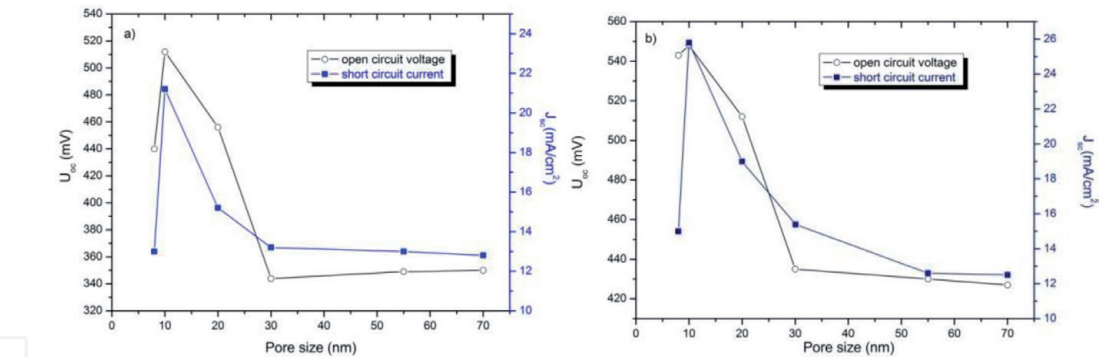 a)
open circuit voltage
short circuit current
540
520
500
480
460
440
420
400
380
360
340
320
U_oc (mV)
24
22
20
18
16
14
12
10
J_sc(mA/cm²)
0 10 20 30 40 50 60 70
Pore size (nm)
b)
open circuit voltage
short circuit current
560
540
520
500
480
460
440
420
U_oc (mV)
26
24
22
20
18
16
14
12
10
J_sc(mA/cm²)
0 10 20 30 40 50 60 70
Pore size (nm)